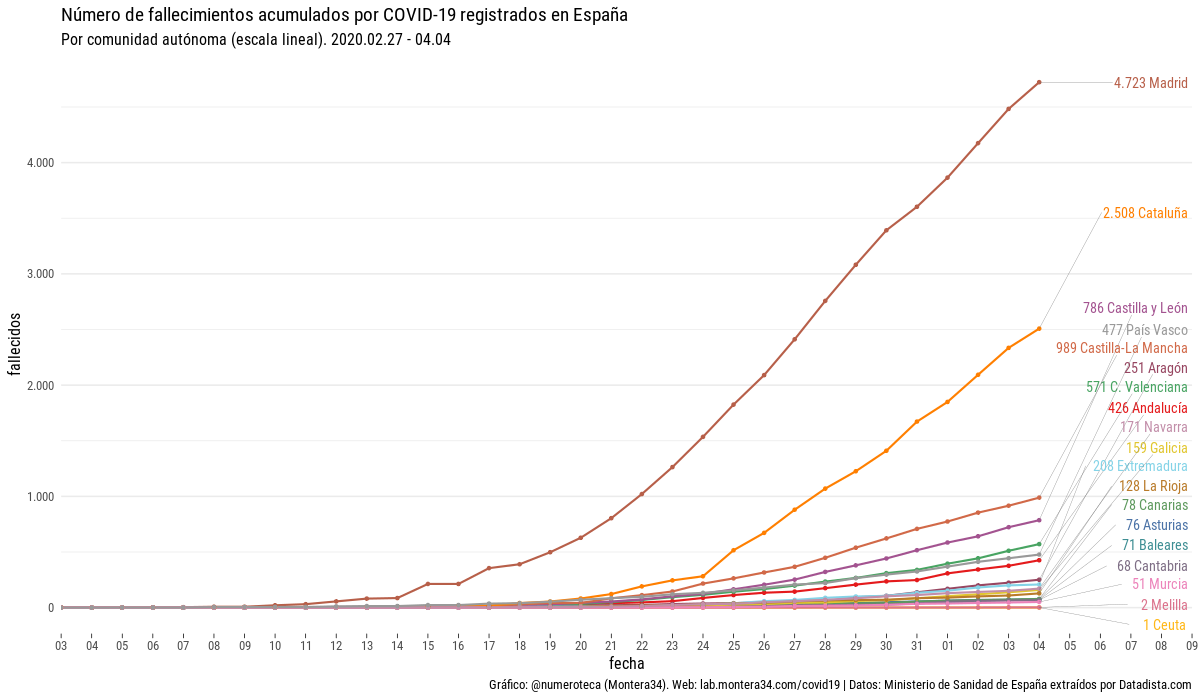 Número de fallecimientos acumulados por COVID-19 registrados en España
Por comunidad autónoma (escala lineal). 2020.02.27 - 04.04
fallecidos
4.000
3.000
2.000
1.000
0
4.723 Madrid
2.508 Cataluña
786 Castilla y León
477 País Vasco
989 Castilla-La Mancha
251 Aragón
571 C. Valenciana
426 Andalucía
171 Navarra
159 Galicia
208 Extremadura
128 La Rioja
78 Canarias
76 Asturias
71 Baleares
68 Cantabria
51 Murcia
2 Melilla
1 Ceuta
03 04 05 06 07 08 09 10 11 12 13 14 15 16 17 18 19 20 21 22 23 24 25 26 27 28 29 30 31 01 02 03 04 05 06 07 08 09
fecha
Gráfico: @numeroteca (Montera34). Web: lab.montera34.com/covid19 | Datos: Ministerio de Sanidad de España extraídos por Datadista.com